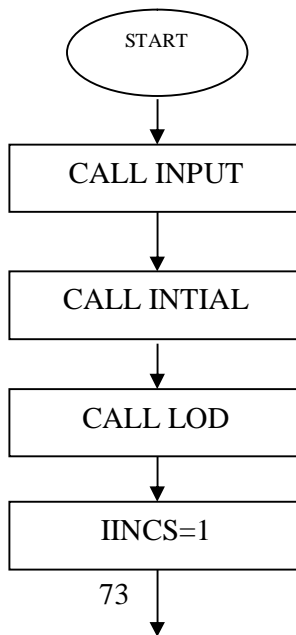 START
CALL INPUT
CALL INTIAL
CALL LOD
IINCS=1
73